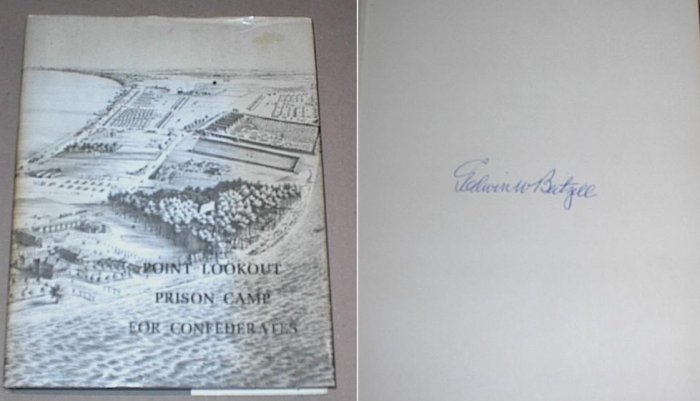 POINT LOOKOUT
PRISON CAMP
FOR CONFEDERATES
Edwin W Beitzell